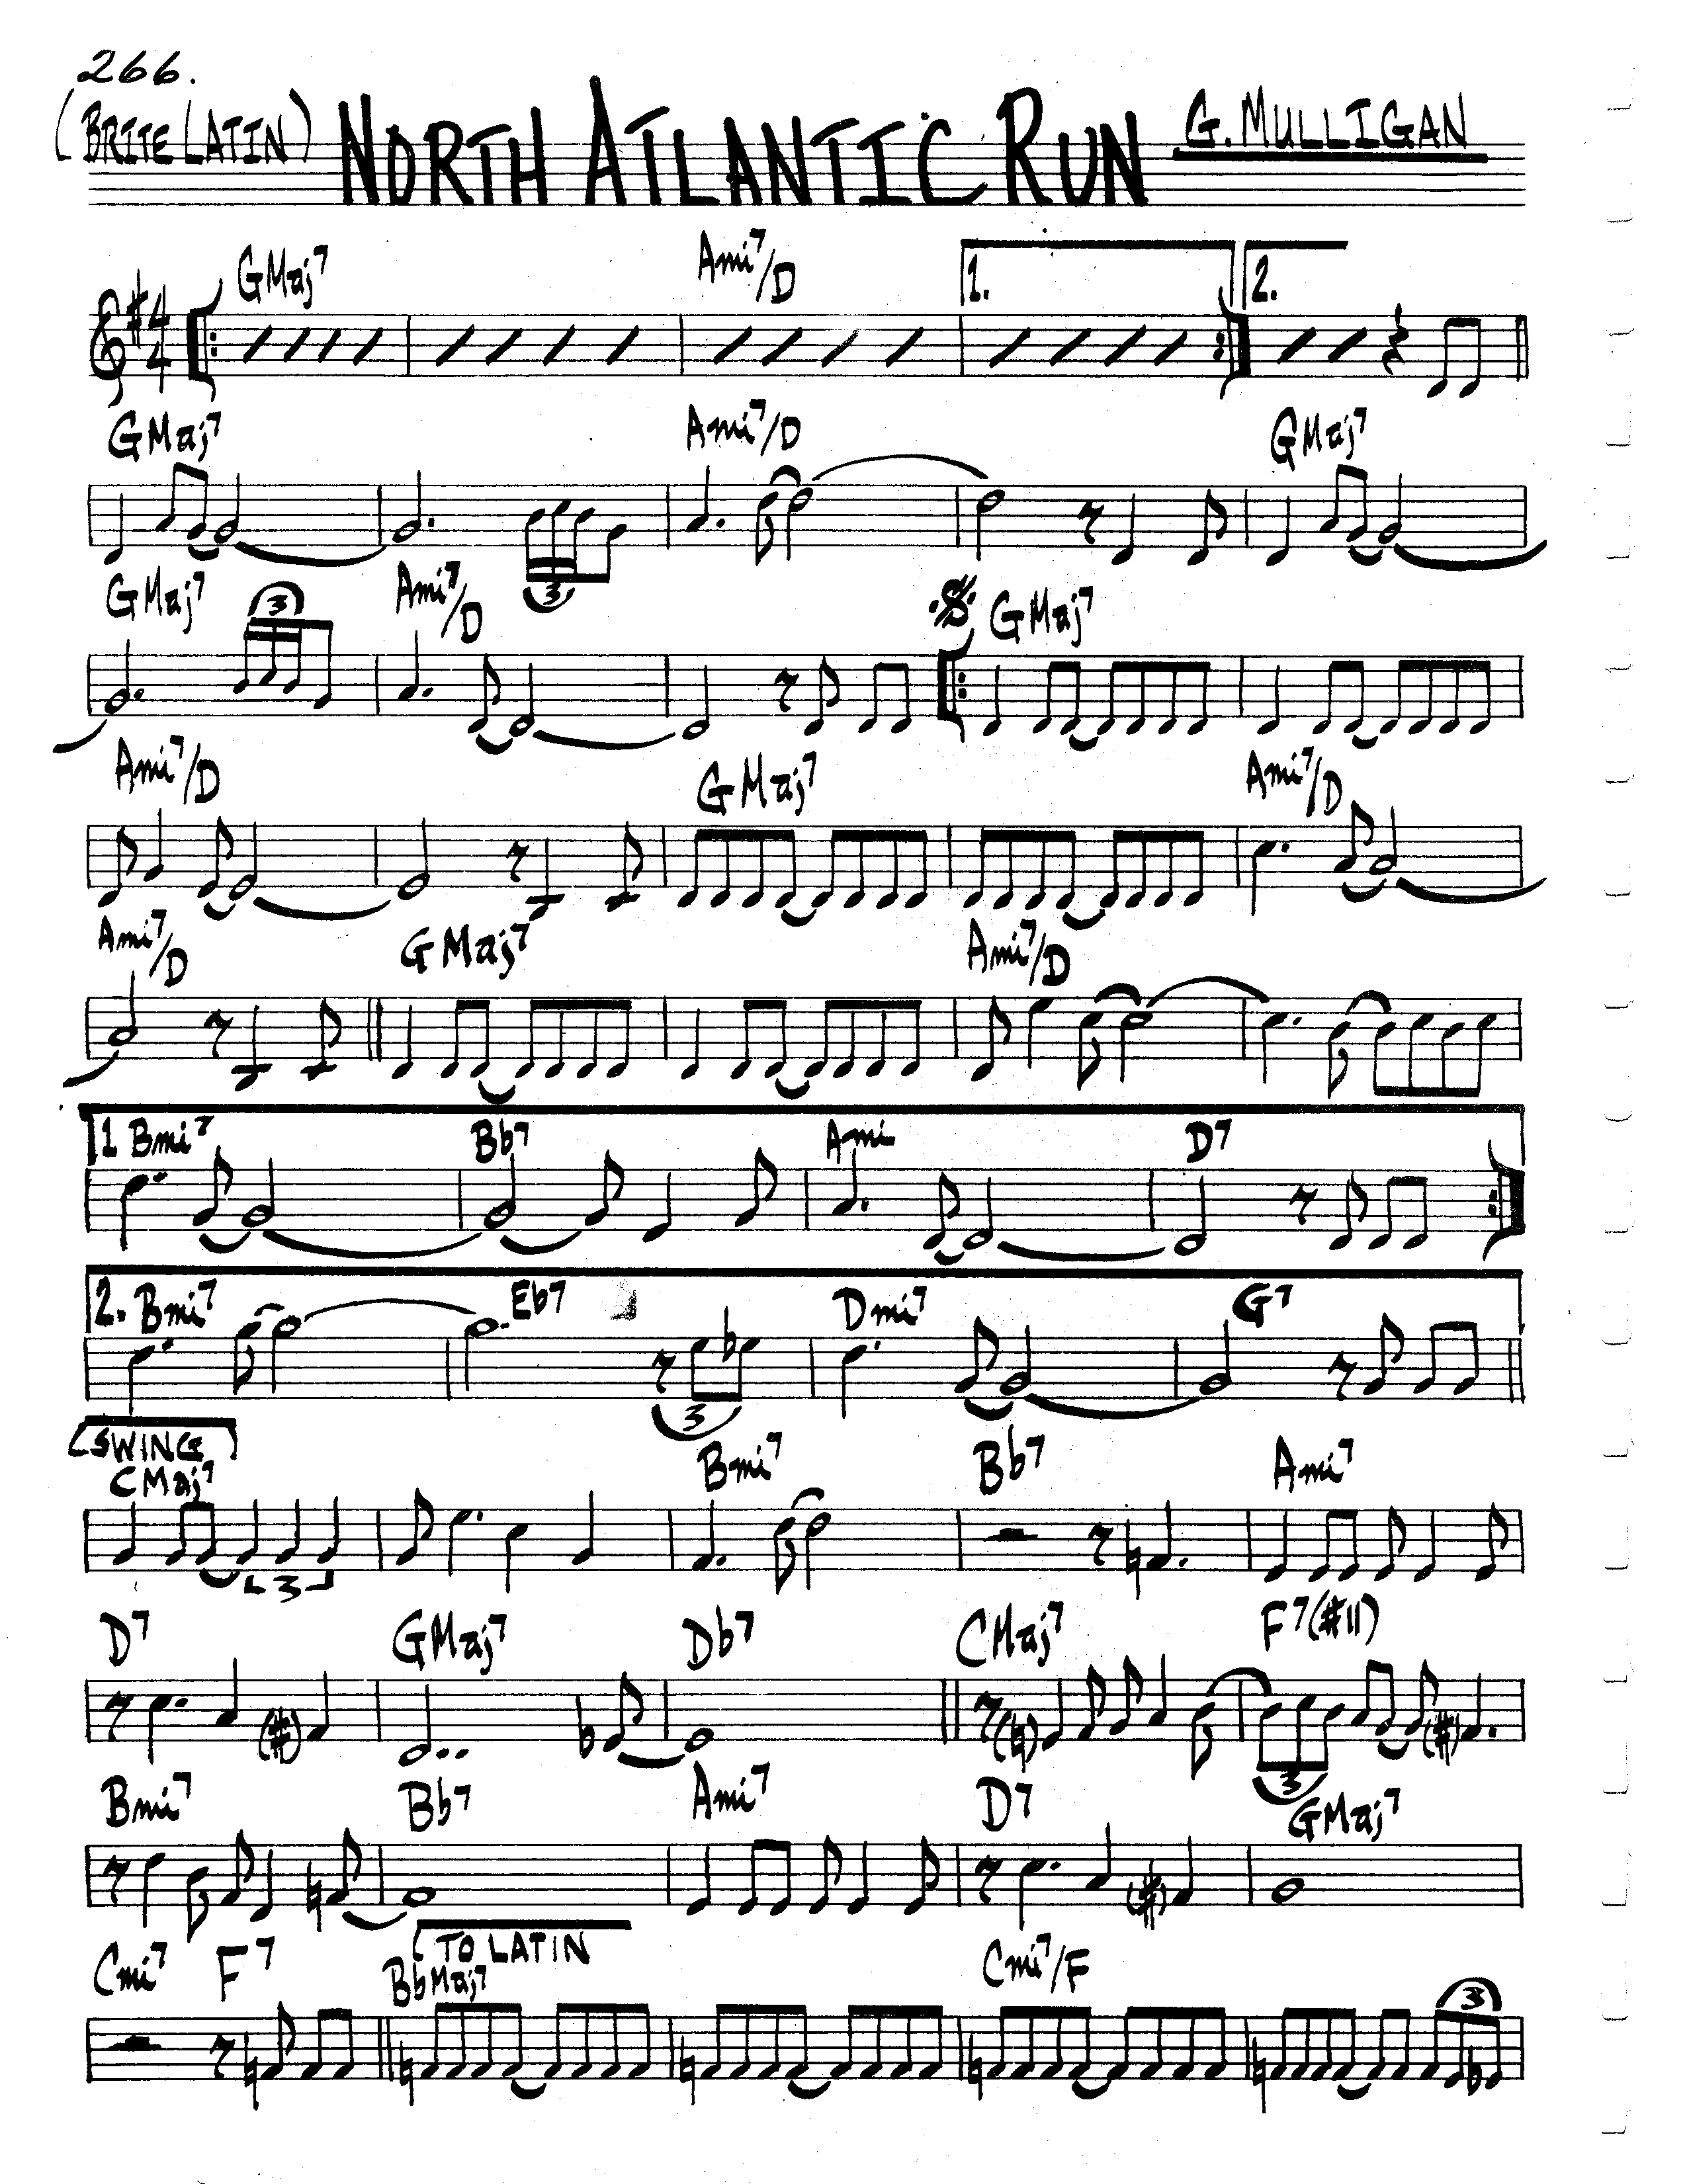 266.
(BRITE LATIN) NORTH ATLANTIC RUN G. MULLIGAN
GMaj7 Ami7/D 1. 2.
4
4
GMaj7 Ami7/D GMaj7
3
GMaj7 3 Ami7/D GMaj7
Ami7/D GMaj7 Ami7/D
Ami7/D GMaj7 Ami7/D
1 Bmi7 Bb7 Ami D7
2. Bmi7 Eb7 Dmi7 G7
3
(SWING)
CMaj7 Bmi7 Bb7 Ami7
3
D7 GMaj7 Db7 CMaj7 F7(#11)
3
Bmi7 Bb7 Ami7 D7 GMaj7
(TO LATIN
Cmi7 F7 BbMaj7 Cmi7/F
3